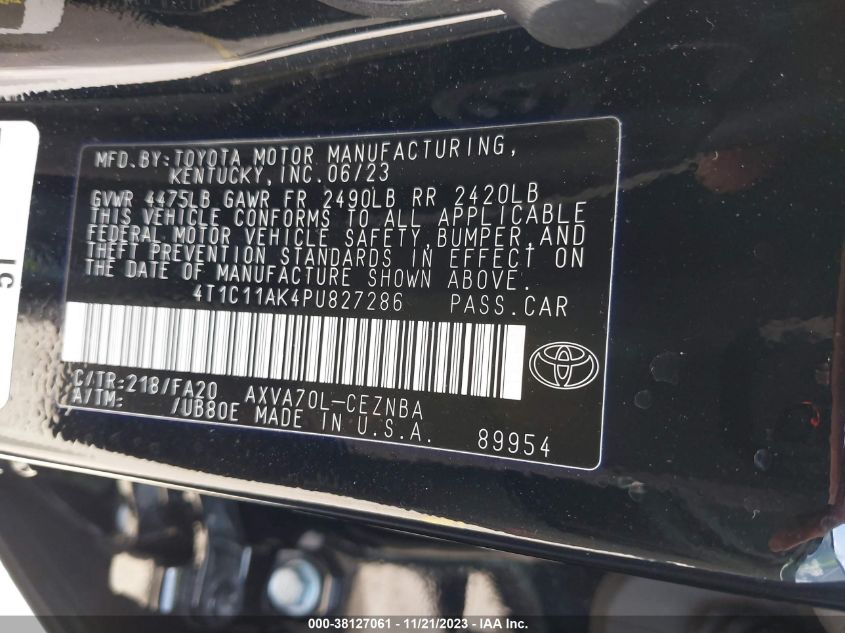 MFD.BY:TOYOTA MOTOR MANUFACTURING,
KENTUCKY, INC.06/23
GVWR 4475LB GAWR FR 2490LB RR 2420LB
THIS VEHICLE CONFORMS TO ALL APPLICABLE
FEDERAL MOTOR VEHICLE SAFETY,BUMPER,AND
THEFT PREVENTION STANDARDS IN EFFECT ON
THE DATE OF MANUFACTURE SHOWN ABOVE.
4T1C11AK4PU827286 PASS.CAR
C/TR:218/FA20 AXVA70L-CEZNBA
A/TM: /UB80E MADE IN U.S.A. 89954
000-38127061 - 11/21/2023 - IAA Inc.